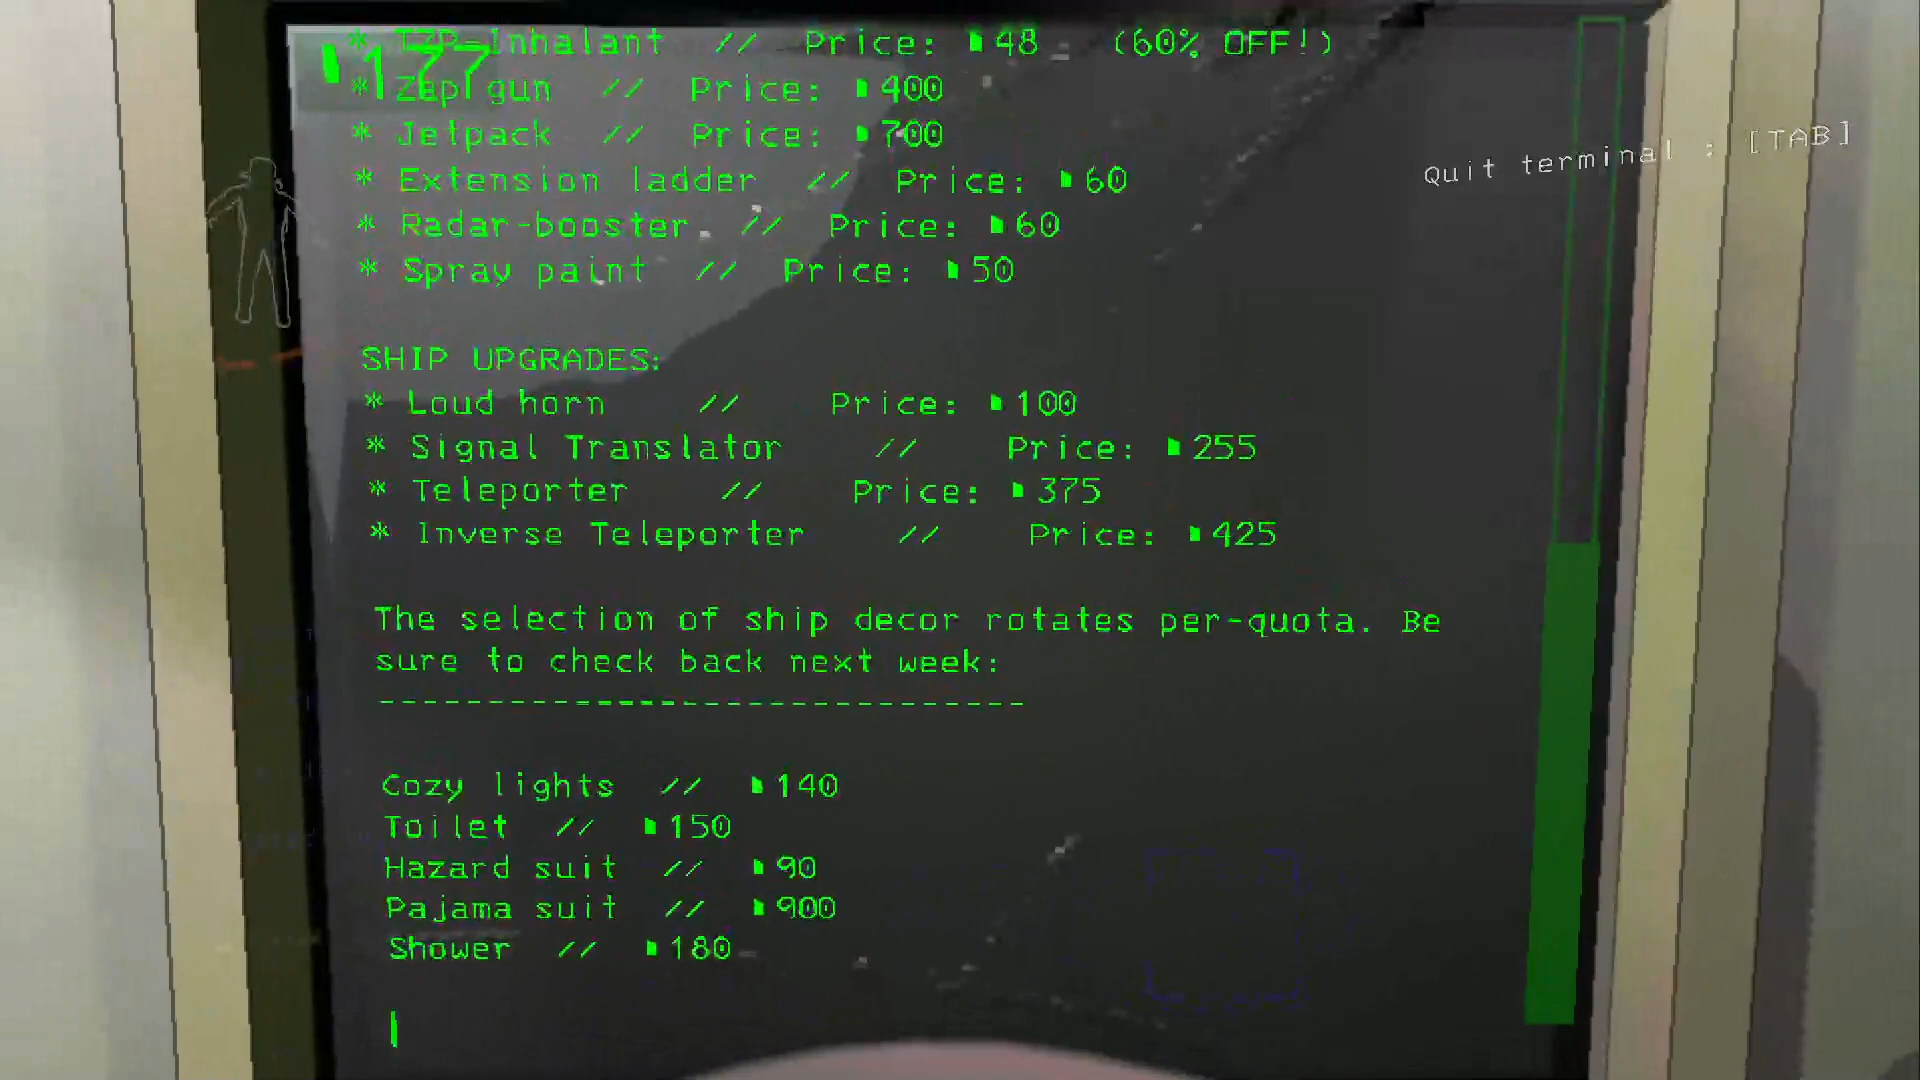 * TZP-Inhalant // Price: ▮48 (60% OFF!)
▮177
* Zap gun // Price: ▮400
* Jetpack // Price: ▮700
Quit terminal : [TAB]
* Extension ladder // Price: ▮60
* Radar-booster // Price: ▮60
* Spray paint // Price: ▮50
SHIP UPGRADES:
* Loud horn // Price: ▮100
* Signal Translator // Price: ▮255
* Teleporter // Price: ▮375
* Inverse Teleporter // Price: ▮425
The selection of ship decor rotates per-quota. Be
sure to check back next week:
------------------------------
Cozy lights // ▮140
Toilet // ▮150
Hazard suit // ▮90
Pajama suit // ▮900
Shower // ▮180